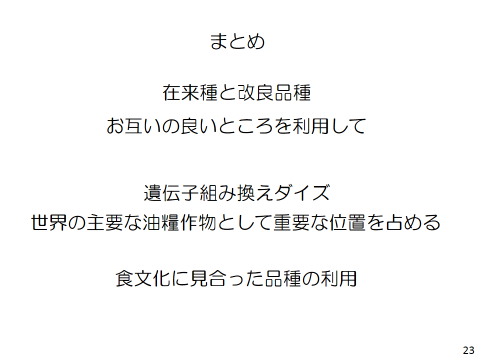 まとめ
在来種と改良品種
お互いの良いところを利用して
遺伝子組み換えダイズ
世界の主要な油糧作物として重要な位置を占める
食文化に見合った品種の利用
23